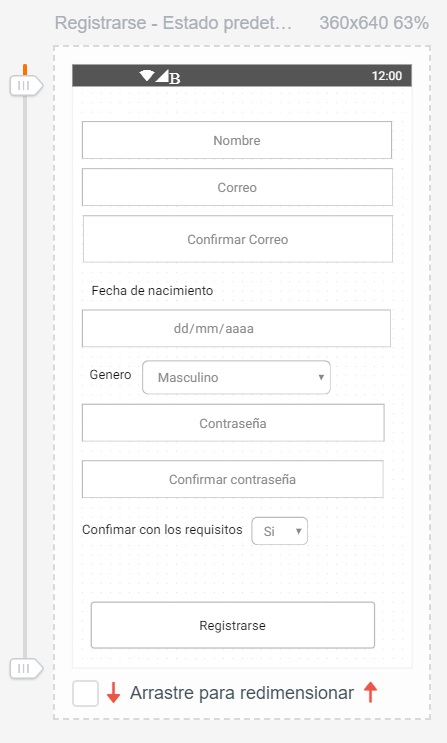 Registrarse - Estado predet... 360x640 63%
12:00
Nombre
Correo
Confirmar Correo
Fecha de nacimiento
dd/mm/aaaa
Genero Masculino
Contraseña
Confirmar contraseña
Confimar con los requisitos Si
Registrarse
Arrastre para redimensionar